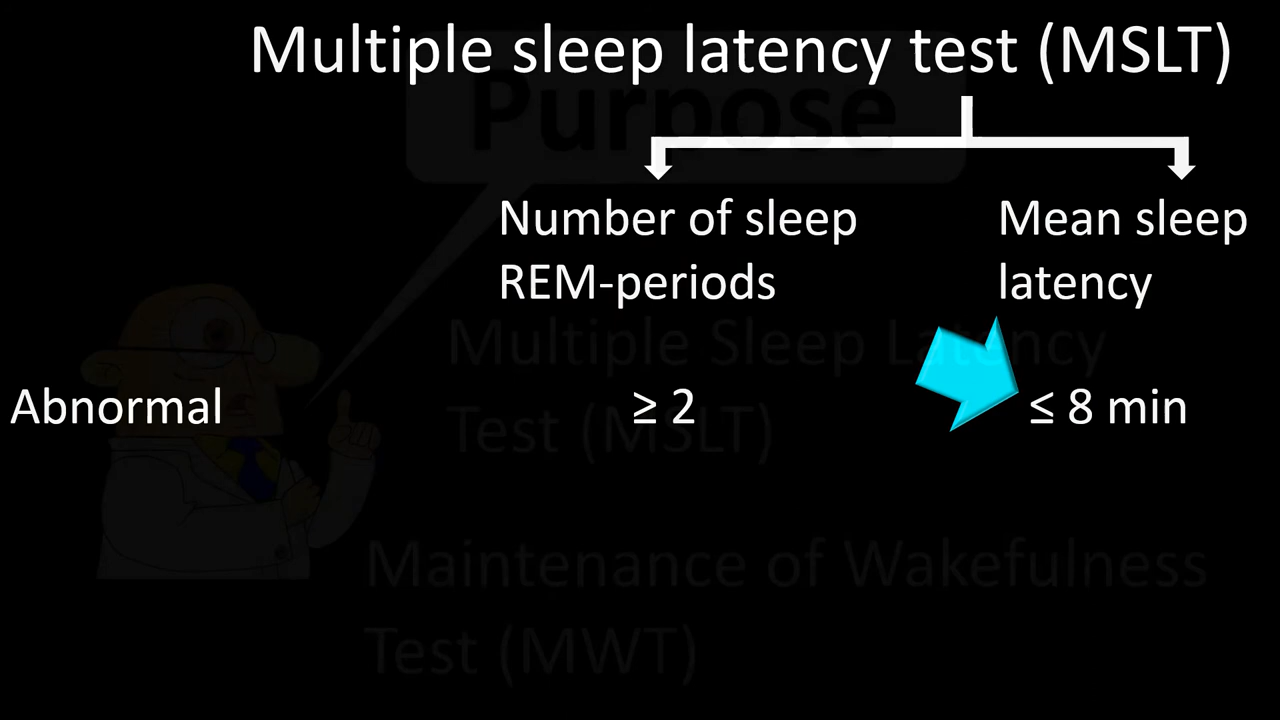 Multiple sleep latency test (MSLT)
Purpose
Number of sleep
REM-periods
Mean sleep
latency
Multiple Sleep Latency
Test (MSLT)
Abnormal
≥ 2
≤ 8 min
Maintenance of Wakefulness
Test (MWT)